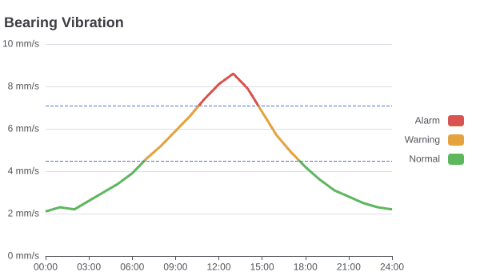 Bearing Vibration
10 mm/s
8 mm/s
6 mm/s
4 mm/s
2 mm/s
0 mm/s
00:00 03:00 06:00 09:00 12:00 15:00 18:00 21:00 24:00
Alarm
Warning
Normal